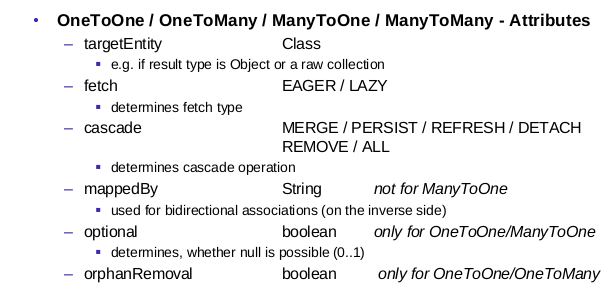 • OneToOne / OneToMany / ManyToOne / ManyToMany - Attributes
– targetEntity Class
▪ e.g. if result type is Object or a raw collection
– fetch EAGER / LAZY
▪ determines fetch type
– cascade MERGE / PERSIST / REFRESH / DETACH
REMOVE / ALL
▪ determines cascade operation
– mappedBy String not for ManyToOne
▪ used for bidirectional associations (on the inverse side)
– optional boolean only for OneToOne/ManyToOne
▪ determines, whether null is possible (0..1)
– orphanRemoval boolean only for OneToOne/OneToMany